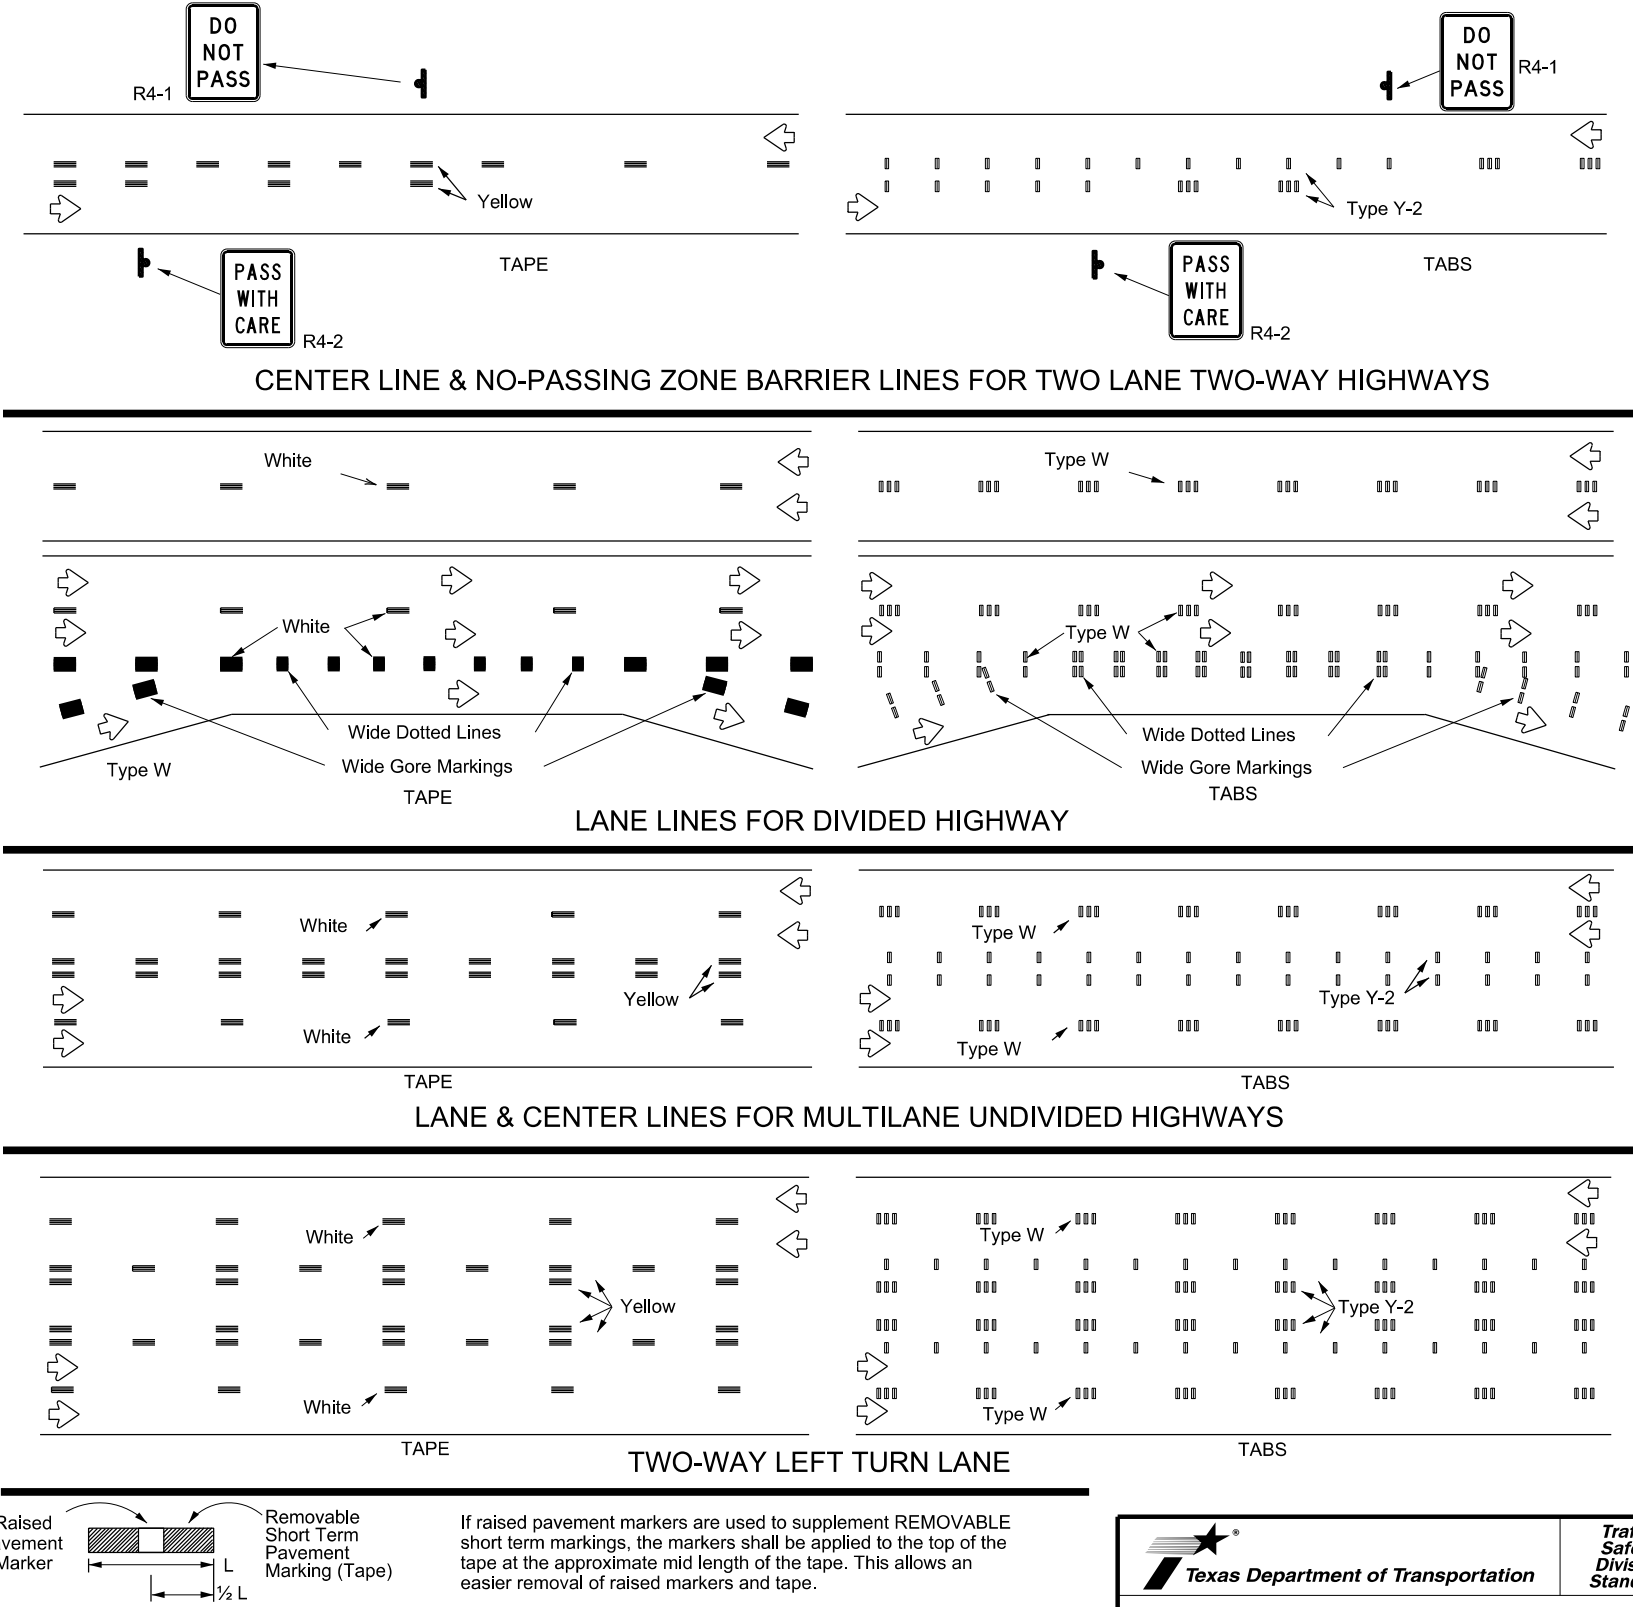 DO
NOT
PASS
R4-1
DO
NOT
PASS
R4-1
Yellow
Type Y-2
TAPE
TABS
PASS
WITH
CARE
R4-2
PASS
WITH
CARE
R4-2
CENTER LINE & NO-PASSING ZONE BARRIER LINES FOR TWO LANE TWO-WAY HIGHWAYS
White
Type W
White
Type W
Wide Dotted Lines
Wide Dotted Lines
Type W
Wide Gore Markings
Wide Gore Markings
TAPE
TABS
LANE LINES FOR DIVIDED HIGHWAY
White
Type W
Yellow
Type Y-2
White
Type W
TAPE
TABS
LANE & CENTER LINES FOR MULTILANE UNDIVIDED HIGHWAYS
White
Type W
Yellow
Type Y-2
White
Type W
TAPE
TABS
TWO-WAY LEFT TURN LANE
Raised
Marker
Removable
Short Term
Pavement
Marking (Tape)
L
½ L
If raised pavement markers are used to supplement REMOVABLE
short term markings, the markers shall be applied to the top of the
tape at the approximate mid length of the tape. This allows an
easier removal of raised markers and tape.
®
Texas Department of Transportation